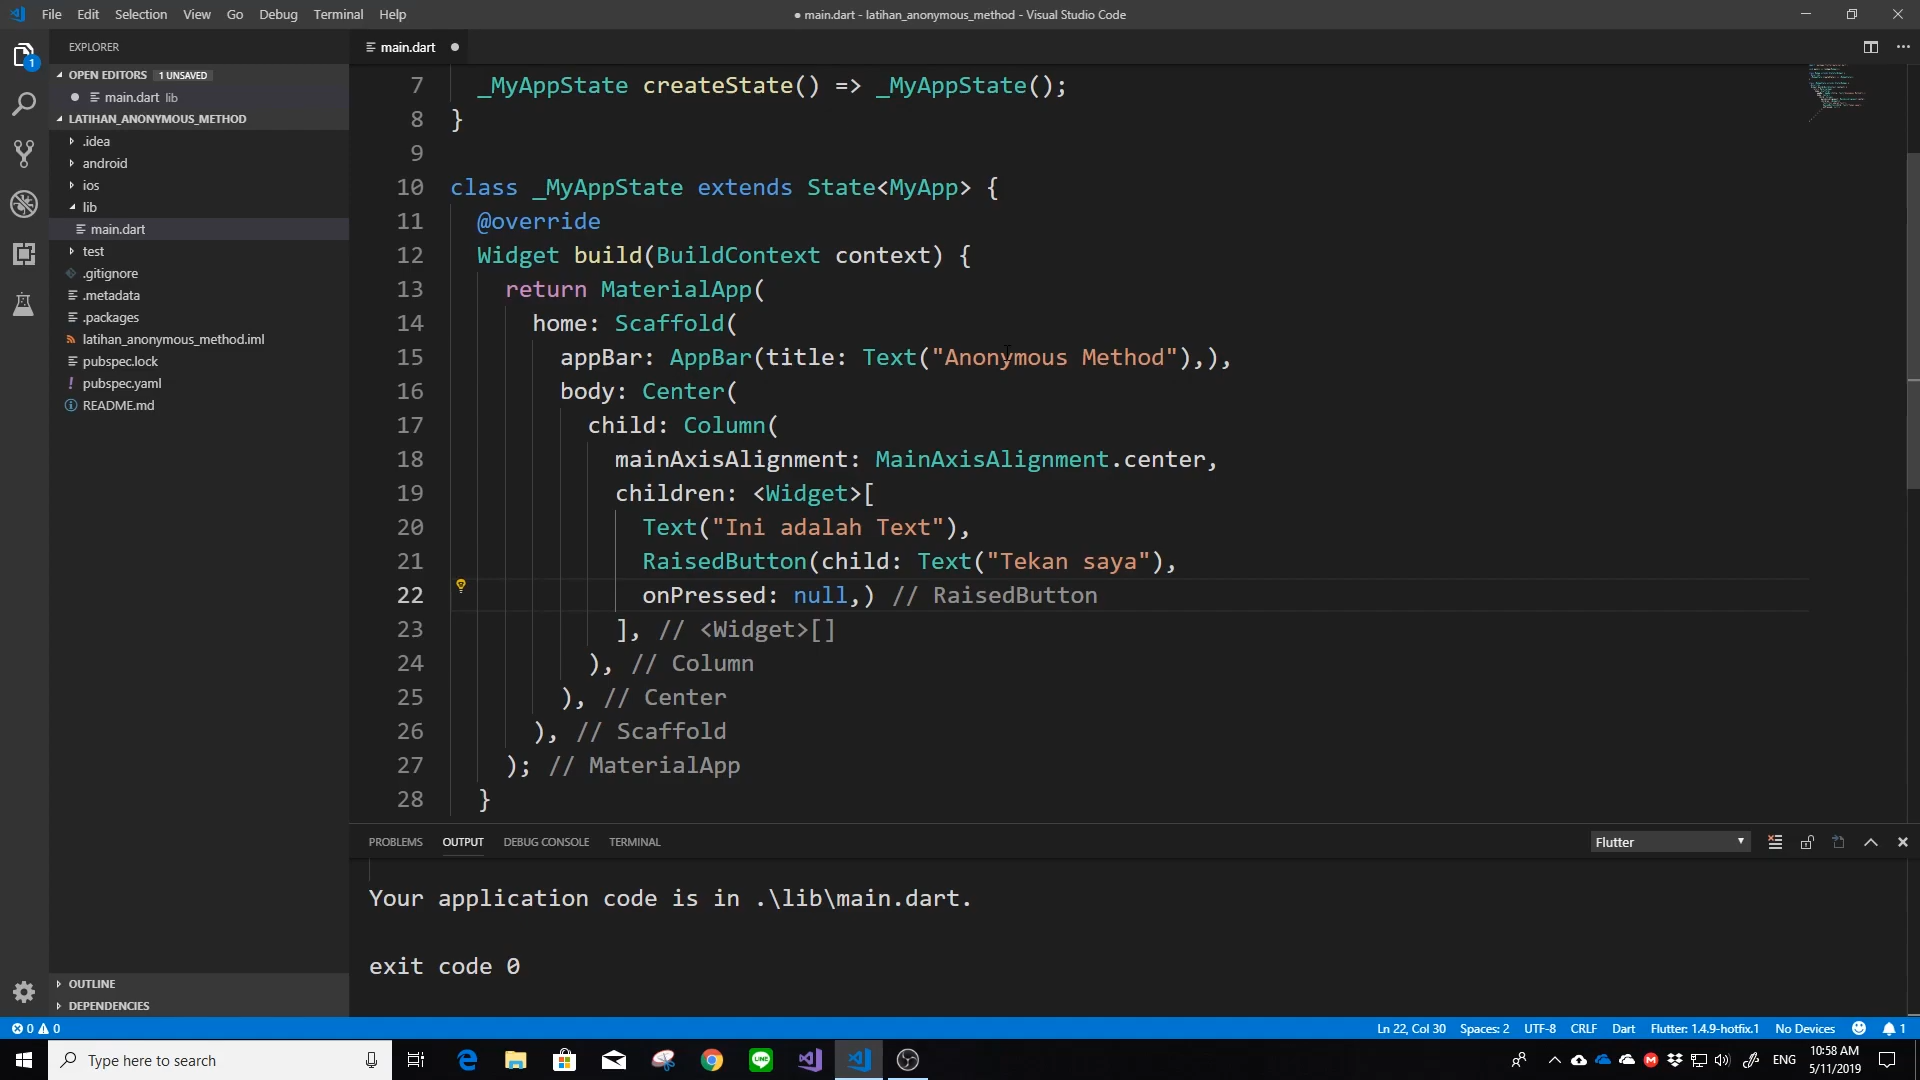 File Edit Selection View Go Debug Terminal Help
● main.dart - latihan_anonymous_method - Visual Studio Code
EXPLORER
OPEN EDITORS 1 UNSAVED
main.dart lib
LATIHAN_ANONYMOUS_METHOD
.idea
android
ios
lib
main.dart
test
.gitignore
.metadata
.packages
latihan_anonymous_method.iml
pubspec.lock
pubspec.yaml
README.md
OUTLINE
DEPENDENCIES
1
main.dart
7 _MyAppState createState() => _MyAppState();
8 }
9
10 class _MyAppState extends State<MyApp> {
11 @override
12 Widget build(BuildContext context) {
13 return MaterialApp(
14 home: Scaffold(
15 appBar: AppBar(title: Text("Anonymous Method"),),
16 body: Center(
17 child: Column(
18 mainAxisAlignment: MainAxisAlignment.center,
19 children: <Widget>[
20 Text("Ini adalah Text"),
21 RaisedButton(child: Text("Tekan saya"),
22 onPressed: null,) // RaisedButton
23 ], // <Widget>[]
24 ), // Column
25 ), // Center
26 ), // Scaffold
27 ); // MaterialApp
28 }
PROBLEMS OUTPUT DEBUG CONSOLE TERMINAL
Flutter
Your application code is in .\lib\main.dart.
exit code 0
0 0
Ln 22, Col 30 Spaces: 2 UTF-8 CRLF Dart Flutter: 1.4.9-hotfix.1 No Devices 1
Type here to search
LINE
ENG
10:58 AM
5/11/2019